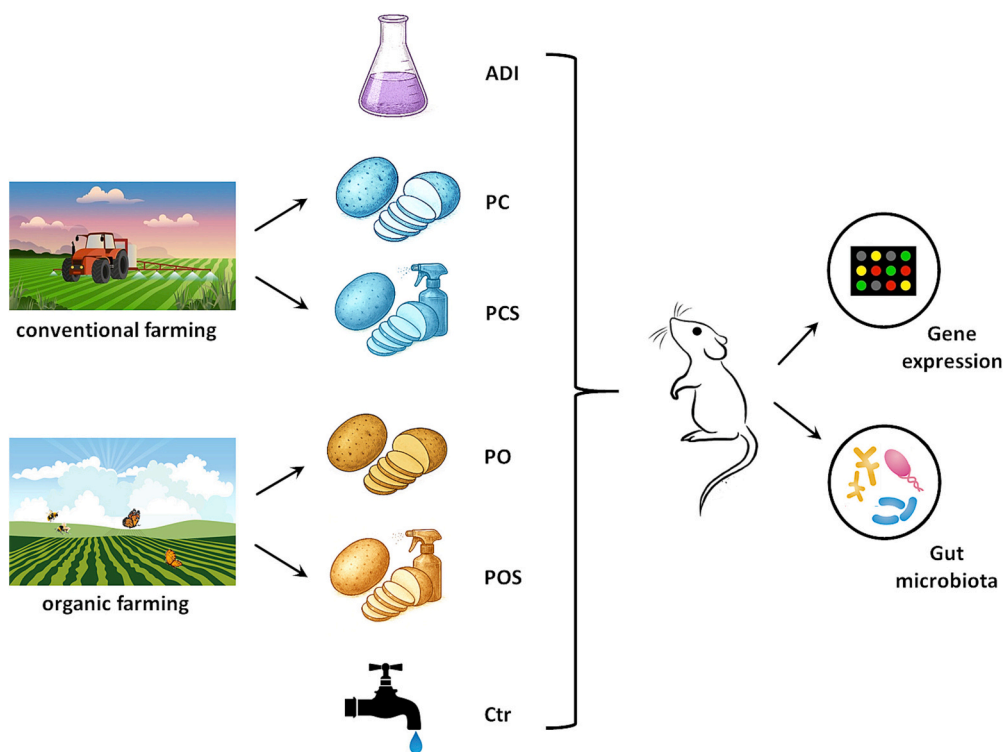 ADI
PC
PCS
conventional farming
PO
POS
organic farming
Ctr
Gene
expression
Gut
microbiota